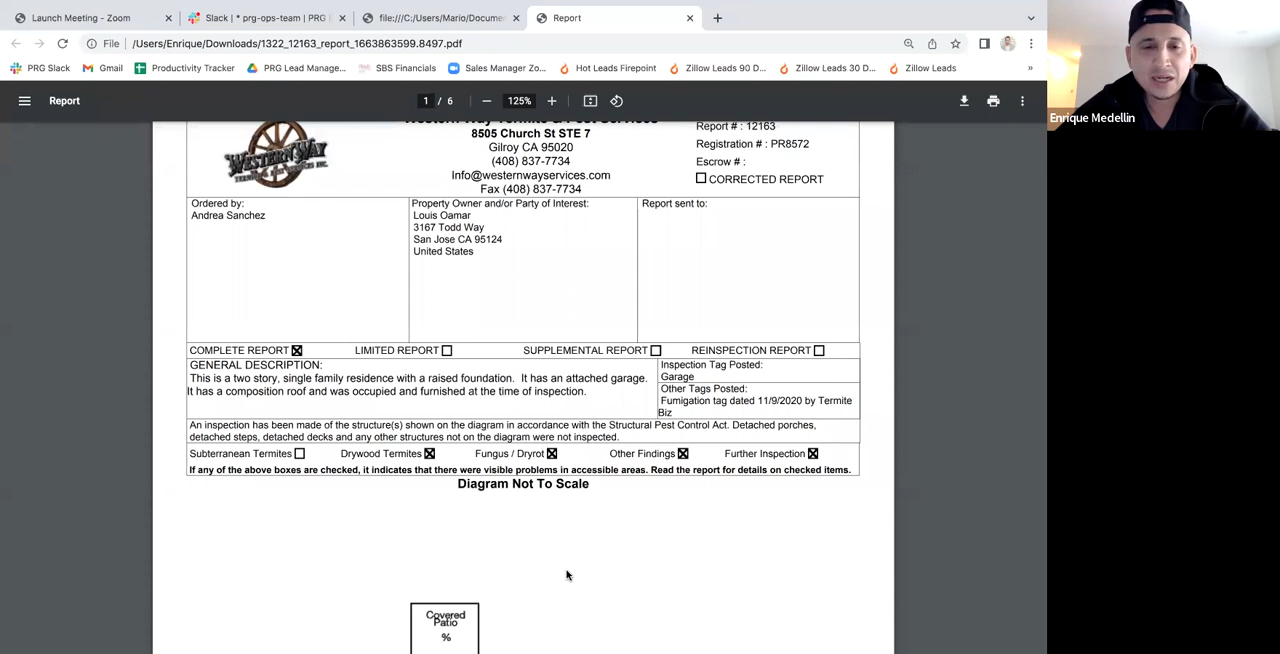 Launch Meeting - Zoom
Slack | * prg-ops-team | PRG
file:///C:/Users/Mario/Docume
Report
File
/Users/Enrique/Downloads/1322_12163_report_1663863599.8497.pdf
PRG Slack
Gmail
Productivity Tracker
PRG Lead Manage...
SBS Financials
Sales Manager Zo...
Hot Leads Firepoint
Zillow Leads 90 D...
Zillow Leads 30 D...
Zillow Leads
»
Report
1 / 6
125%
Enrique Medellin
WESTERN WAY
8505 Church St STE 7
Gilroy CA 95020
(408) 837-7734
Info@westernwayservices.com
Fax (408) 837-7734
Report # : 12163
Registration # : PR8572
Escrow # :
CORRECTED REPORT
Ordered by:
Andrea Sanchez
Property Owner and/or Party of Interest:
Louis Oamar
3167 Todd Way
San Jose CA 95124
United States
Report sent to:
COMPLETE REPORT
LIMITED REPORT
SUPPLEMENTAL REPORT
REINSPECTION REPORT
GENERAL DESCRIPTION:
This is a two story, single family residence with a raised foundation. It has an attached garage.
It has a composition roof and was occupied and furnished at the time of inspection.
Inspection Tag Posted:
Garage
Other Tags Posted:
Fumigation tag dated 11/9/2020 by Termite
Biz
An inspection has been made of the structure(s) shown on the diagram in accordance with the Structural Pest Control Act. Detached porches,
detached steps, detached decks and any other structures not on the diagram were not inspected.
Subterranean Termites
Drywood Termites
Fungus / Dryrot
Other Findings
Further Inspection
If any of the above boxes are checked, it indicates that there were visible problems in accessible areas. Read the report for details on checked items.
Diagram Not To Scale
Covered
Patio
%